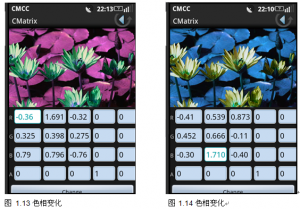 CMCC 22:13
CMatrix
R -0.36 1.691 -0.32 0 0
G 0.325 0.398 0.275 0 0
B 0.79 0.796 -0.76 0 0
A 0 0 0 1 0
Change
图 1.13 色相变化
CMCC 22:10
CMatrix
R -0.41 0.539 0.873 0 0
G 0.452 0.666 -0.11 0 0
B -0.30 1.710 -0.40 0 0
A 0 0 0 1 0
Change
图 1.14 色相变化